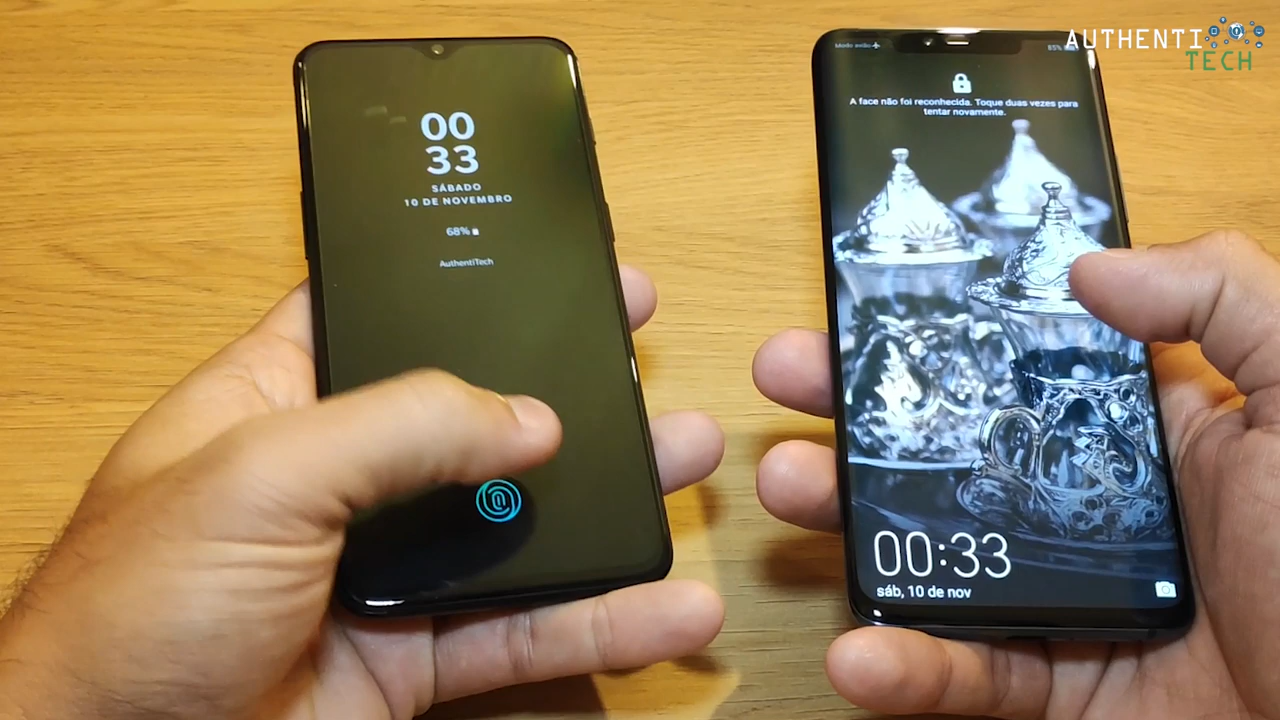 AUTHENTI
TECH
00
33
SÁBADO
10 DE NOVEMBRO
68%
AuthentiTech
Modo avião
85%
A face não foi reconhecida. Toque duas vezes para
tentar novamente.
00:33
sáb, 10 de nov